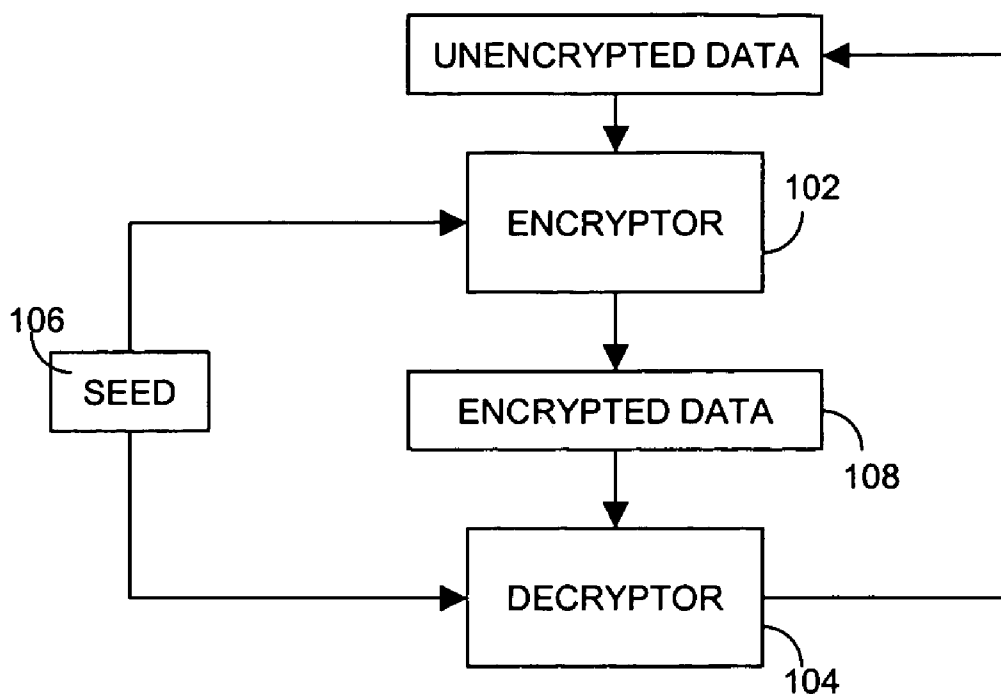 UNENCRYPTED DATA
102
ENCRYPTOR
106
SEED
ENCRYPTED DATA
108
DECRYPTOR
104